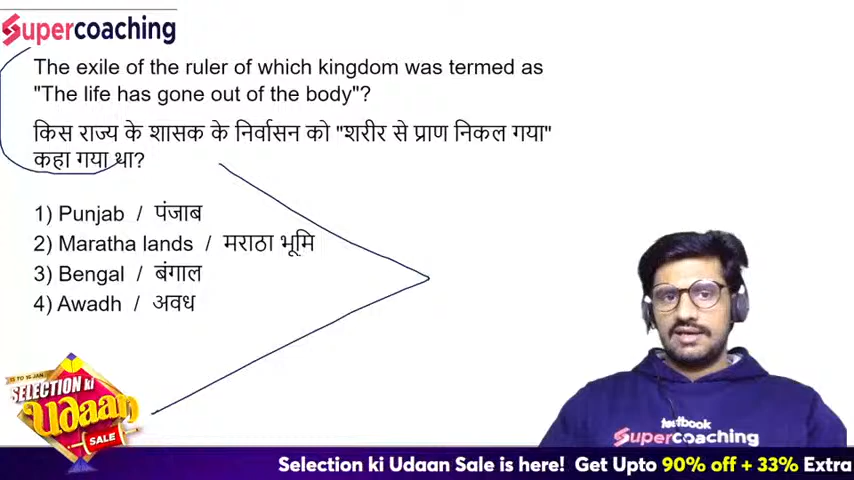 Supercoaching
The exile of the ruler of which kingdom was termed as
"The life has gone out of the body"?
किस राज्य के शासक के निर्वासन को "शरीर से प्राण निकल गया"
कहा गया था?
1) Punjab / पंजाब
2) Maratha lands / मराठा भूमि
3) Bengal / बंगाल
4) Awadh / अवध
SELECTION ki
Udaan
SALE
testbook
Supercoaching
Selection ki Udaan Sale is here! Get Upto 90% off + 33% Extra